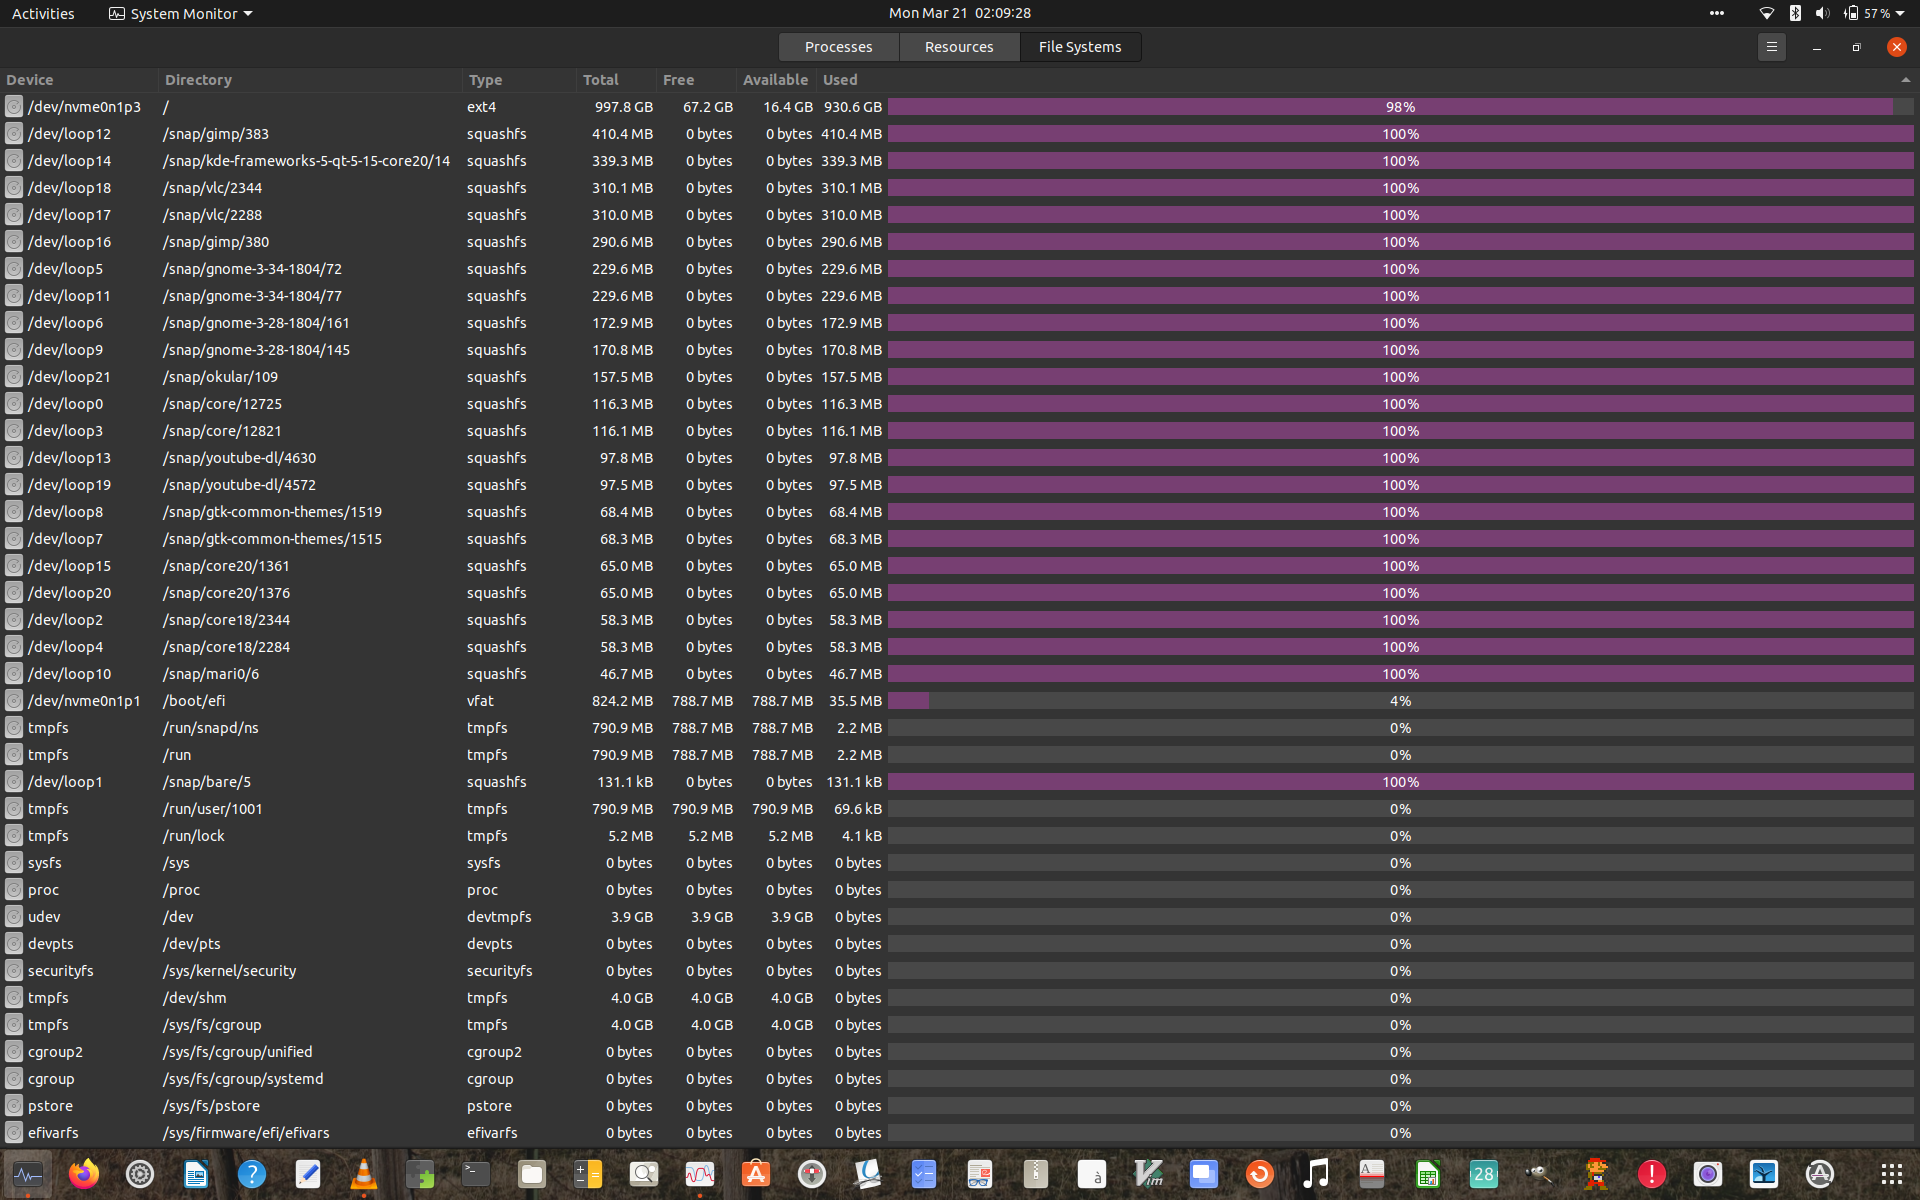 Activities System Monitor Mon Mar 21 02:09:28 57 %
Processes Resources File Systems
Device Directory Type Total Free Available Used
/dev/nvme0n1p3 / ext4 997.8 GB 67.2 GB 16.4 GB 930.6 GB 98%
/dev/loop12 /snap/gimp/383 squashfs 410.4 MB 0 bytes 0 bytes 410.4 MB 100%
/dev/loop14 /snap/kde-frameworks-5-qt-5-15-core20/14 squashfs 339.3 MB 0 bytes 0 bytes 339.3 MB 100%
/dev/loop18 /snap/vlc/2344 squashfs 310.1 MB 0 bytes 0 bytes 310.1 MB 100%
/dev/loop17 /snap/vlc/2288 squashfs 310.0 MB 0 bytes 0 bytes 310.0 MB 100%
/dev/loop16 /snap/gimp/380 squashfs 290.6 MB 0 bytes 0 bytes 290.6 MB 100%
/dev/loop5 /snap/gnome-3-34-1804/72 squashfs 229.6 MB 0 bytes 0 bytes 229.6 MB 100%
/dev/loop11 /snap/gnome-3-34-1804/77 squashfs 229.6 MB 0 bytes 0 bytes 229.6 MB 100%
/dev/loop6 /snap/gnome-3-28-1804/161 squashfs 172.9 MB 0 bytes 0 bytes 172.9 MB 100%
/dev/loop9 /snap/gnome-3-28-1804/145 squashfs 170.8 MB 0 bytes 0 bytes 170.8 MB 100%
/dev/loop21 /snap/okular/109 squashfs 157.5 MB 0 bytes 0 bytes 157.5 MB 100%
/dev/loop0 /snap/core/12725 squashfs 116.3 MB 0 bytes 0 bytes 116.3 MB 100%
/dev/loop3 /snap/core/12821 squashfs 116.1 MB 0 bytes 0 bytes 116.1 MB 100%
/dev/loop13 /snap/youtube-dl/4630 squashfs 97.8 MB 0 bytes 0 bytes 97.8 MB 100%
/dev/loop19 /snap/youtube-dl/4572 squashfs 97.5 MB 0 bytes 0 bytes 97.5 MB 100%
/dev/loop8 /snap/gtk-common-themes/1519 squashfs 68.4 MB 0 bytes 0 bytes 68.4 MB 100%
/dev/loop7 /snap/gtk-common-themes/1515 squashfs 68.3 MB 0 bytes 0 bytes 68.3 MB 100%
/dev/loop15 /snap/core20/1361 squashfs 65.0 MB 0 bytes 0 bytes 65.0 MB 100%
/dev/loop20 /snap/core20/1376 squashfs 65.0 MB 0 bytes 0 bytes 65.0 MB 100%
/dev/loop2 /snap/core18/2344 squashfs 58.3 MB 0 bytes 0 bytes 58.3 MB 100%
/dev/loop4 /snap/core18/2284 squashfs 58.3 MB 0 bytes 0 bytes 58.3 MB 100%
/dev/loop10 /snap/mari0/6 squashfs 46.7 MB 0 bytes 0 bytes 46.7 MB 100%
/dev/nvme0n1p1 /boot/efi vfat 824.2 MB 788.7 MB 788.7 MB 35.5 MB 4%
tmpfs /run/snapd/ns tmpfs 790.9 MB 788.7 MB 788.7 MB 2.2 MB 0%
tmpfs /run tmpfs 790.9 MB 788.7 MB 788.7 MB 2.2 MB 0%
/dev/loop1 /snap/bare/5 squashfs 131.1 kB 0 bytes 0 bytes 131.1 kB 100%
tmpfs /run/user/1001 tmpfs 790.9 MB 790.9 MB 790.9 MB 69.6 kB 0%
tmpfs /run/lock tmpfs 5.2 MB 5.2 MB 5.2 MB 4.1 kB 0%
sysfs /sys sysfs 0 bytes 0 bytes 0 bytes 0 bytes 0%
proc /proc proc 0 bytes 0 bytes 0 bytes 0 bytes 0%
udev /dev devtmpfs 3.9 GB 3.9 GB 3.9 GB 0 bytes 0%
devpts /dev/pts devpts 0 bytes 0 bytes 0 bytes 0 bytes 0%
securityfs /sys/kernel/security securityfs 0 bytes 0 bytes 0 bytes 0 bytes 0%
tmpfs /dev/shm tmpfs 4.0 GB 4.0 GB 4.0 GB 0 bytes 0%
tmpfs /sys/fs/cgroup tmpfs 4.0 GB 4.0 GB 4.0 GB 0 bytes 0%
cgroup2 /sys/fs/cgroup/unified cgroup2 0 bytes 0 bytes 0 bytes 0 bytes 0%
cgroup /sys/fs/cgroup/systemd cgroup 0 bytes 0 bytes 0 bytes 0 bytes 0%
pstore /sys/fs/pstore pstore 0 bytes 0 bytes 0 bytes 0 bytes 0%
efivarfs /sys/firmware/efi/efivars efivarfs 0 bytes 0 bytes 0 bytes 0 bytes 0%
? à Vim A 28 !